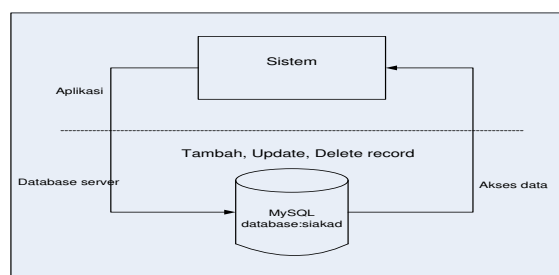 Sistem
Aplikasi
Tambah, Update, Delete record
Database server
Akses data
MySQL
database:siakad